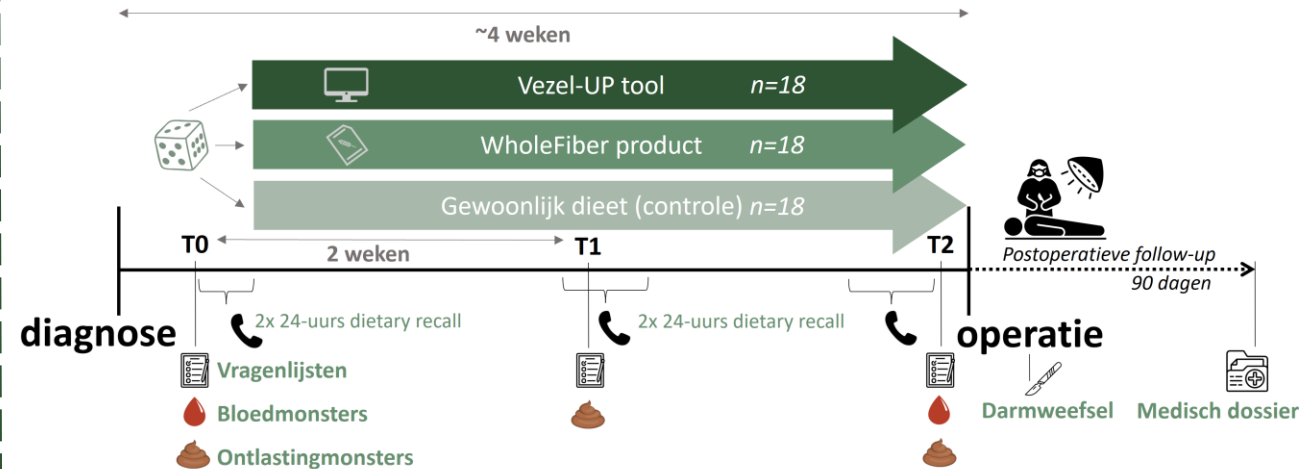 ~4 weken
Vezel-UP tool n=18
WholeFiber product n=18
Gewoonlijk dieet (controle) n=18
T0
2 weken
T1
T2
Postoperatieve follow-up
90 dagen
diagnose
2x 24-uurs dietary recall
2x 24-uurs dietary recall
operatie
Vragenlijsten
Bloedmonsters
Ontlastingmonsters
Darmweefsel
Medisch dossier